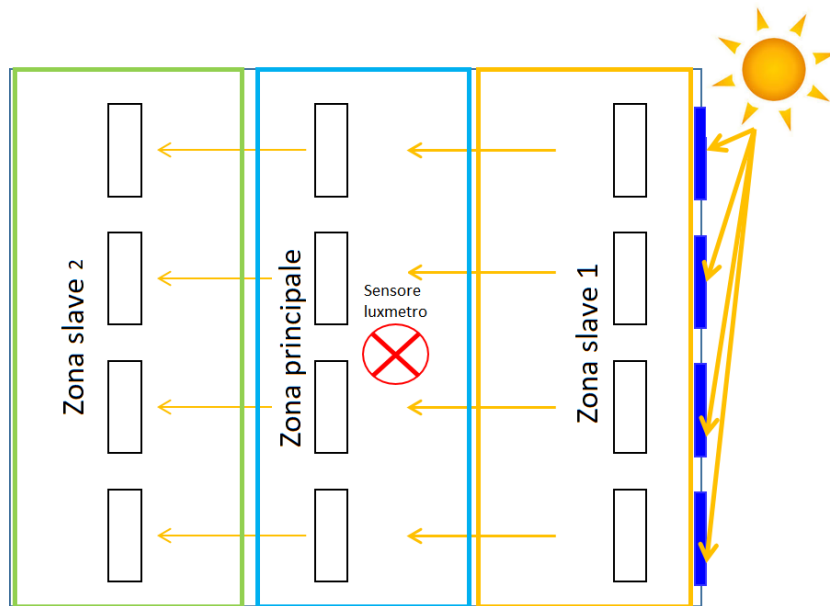 Zona slave 2
Zona principale
Sensore
luxmetro
Zona slave 1